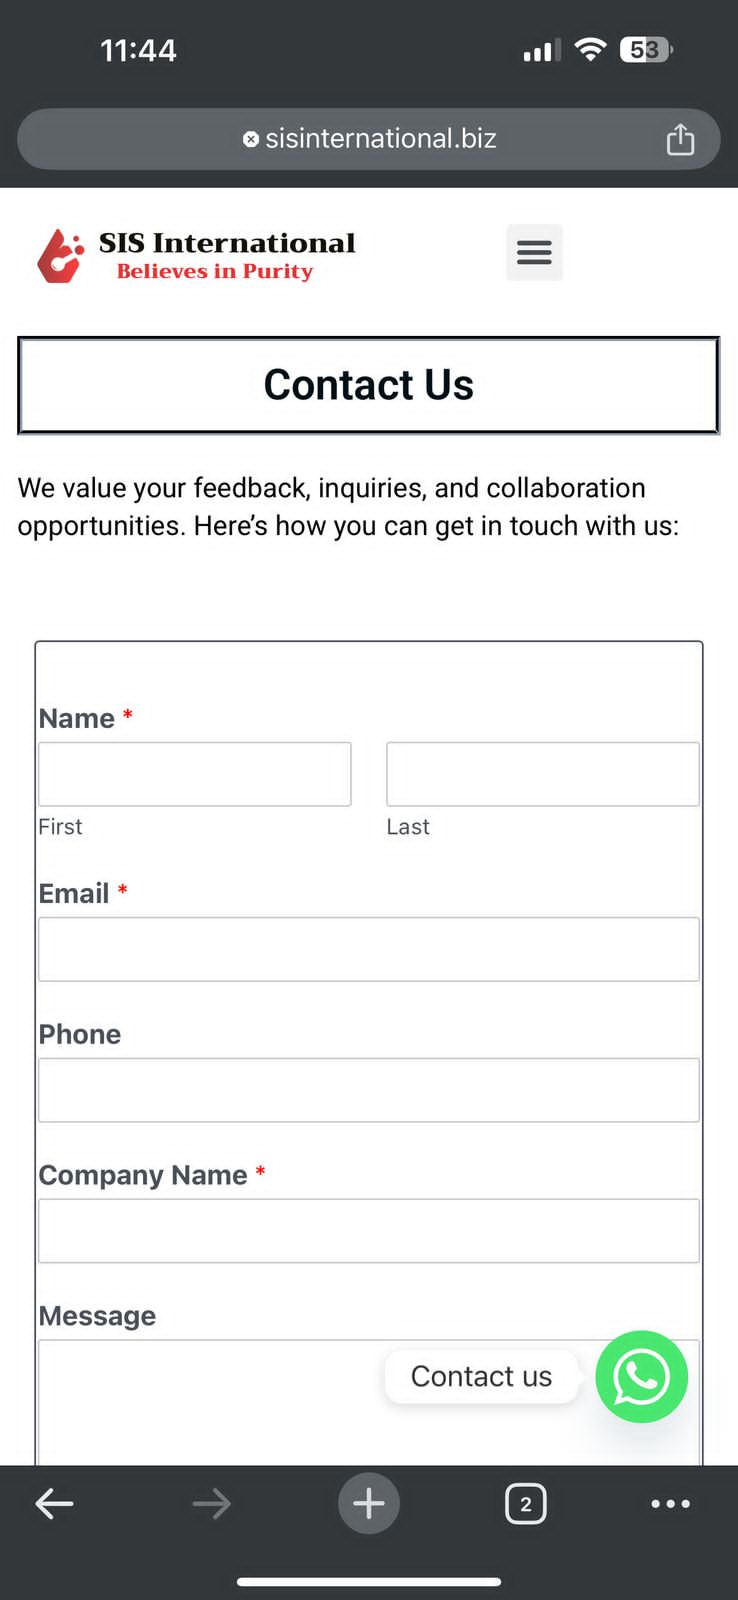 11:44
53
sisinternational.biz
SIS International
Believes in Purity
Contact Us
We value your feedback, inquiries, and collaboration
opportunities. Here’s how you can get in touch with us:
Name *
First Last
Email *
Phone
Company Name *
Message
Contact us
2